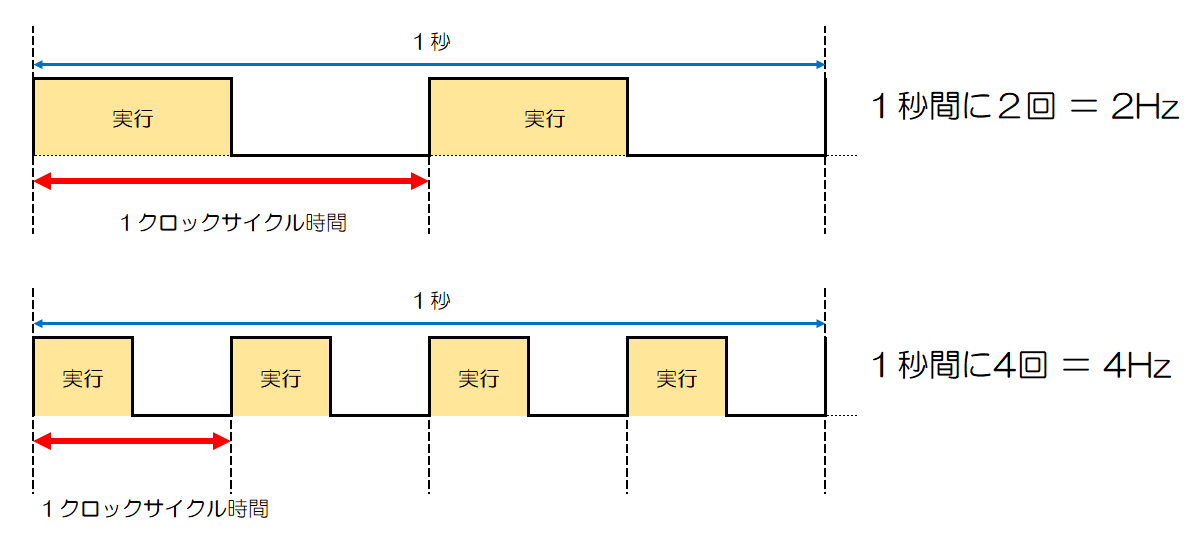 １秒
実行
実行
１秒間に２回 ＝ 2Hz
１クロックサイクル時間
１秒
実行
実行
実行
実行
１秒間に4回 ＝ 4Hz
１クロックサイクル時間